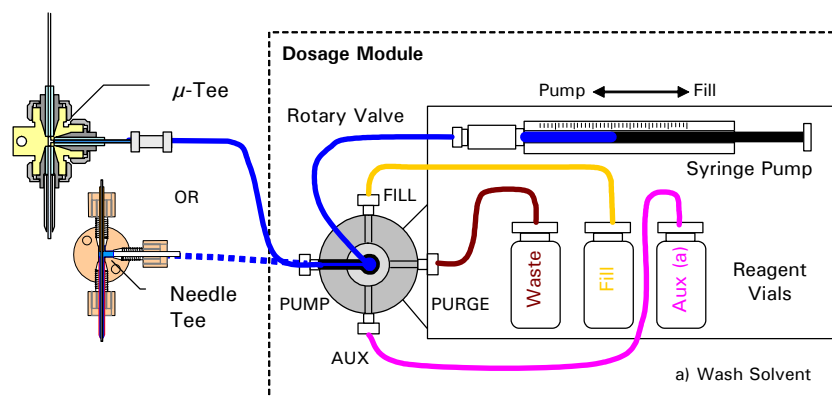 Dosage Module
µ-Tee
Pump
Fill
Rotary Valve
Syringe Pump
OR
FILL
Needle
Tee
PUMP
PURGE
Waste
Fill
Aux (a)
Reagent
Vials
AUX
a) Wash Solvent